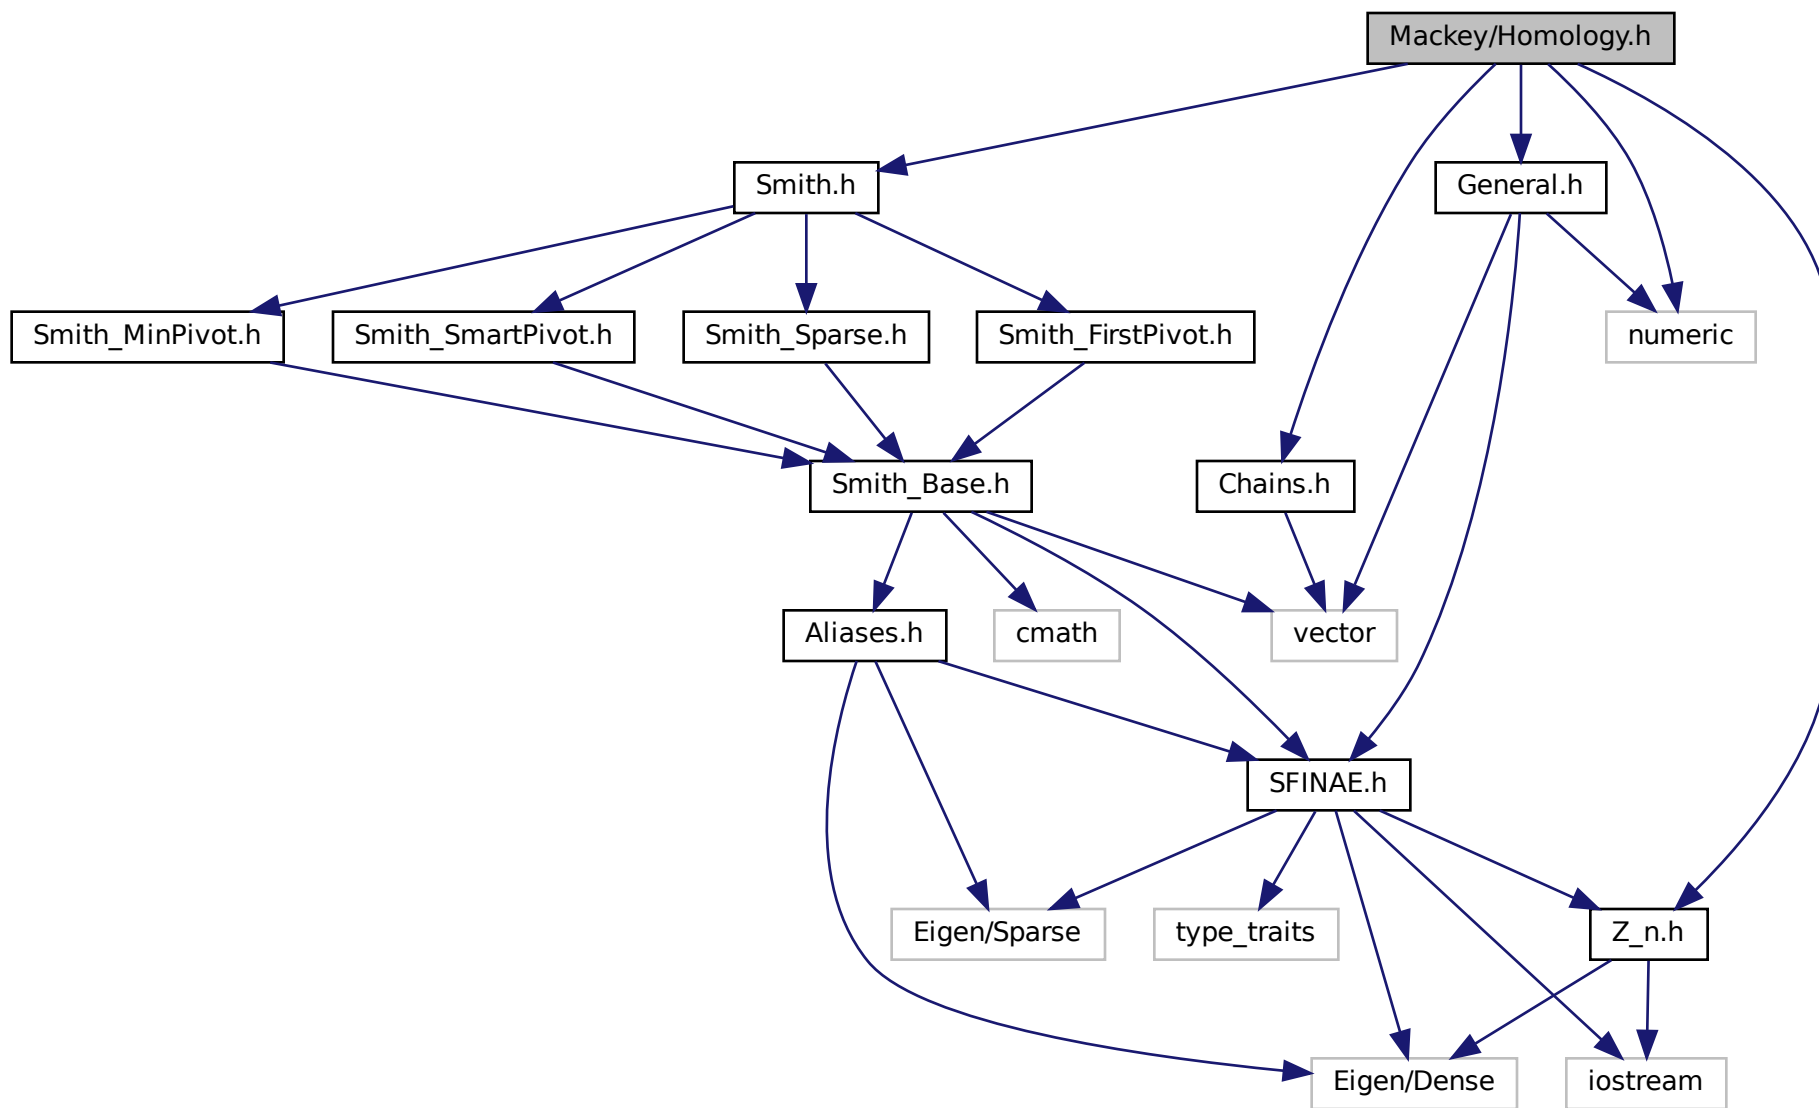 Mackey/Homology.h
Smith.h
General.h
Smith_MinPivot.h
Smith_SmartPivot.h
Smith_Sparse.h
Smith_FirstPivot.h
numeric
Smith_Base.h
Chains.h
Aliases.h
cmath
vector
SFINAE.h
Eigen/Sparse
type_traits
Z_n.h
Eigen/Dense
iostream